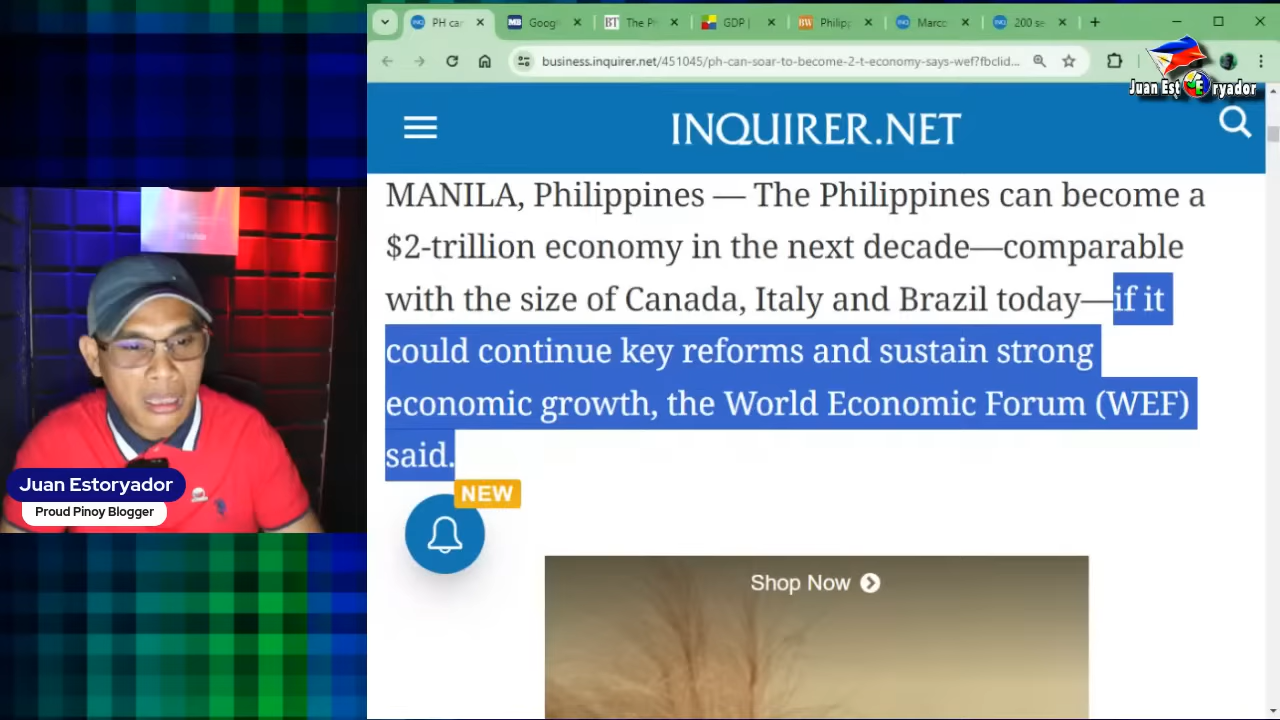 PH ca
Goog
The P
GDP |
Philip
Marco
200 se
business.inquirer.net/451045/ph-can-soar-to-become-2-t-economy-says-wef?fbclid...
Juan Est ryador
INQUIRER.NET
MANILA, Philippines — The Philippines can become a
$2-trillion economy in the next decade—comparable
with the size of Canada, Italy and Brazil today—if it
could continue key reforms and sustain strong
economic growth, the World Economic Forum (WEF)
said.
NEW
Shop Now
Juan Estoryador
Proud Pinoy Blogger